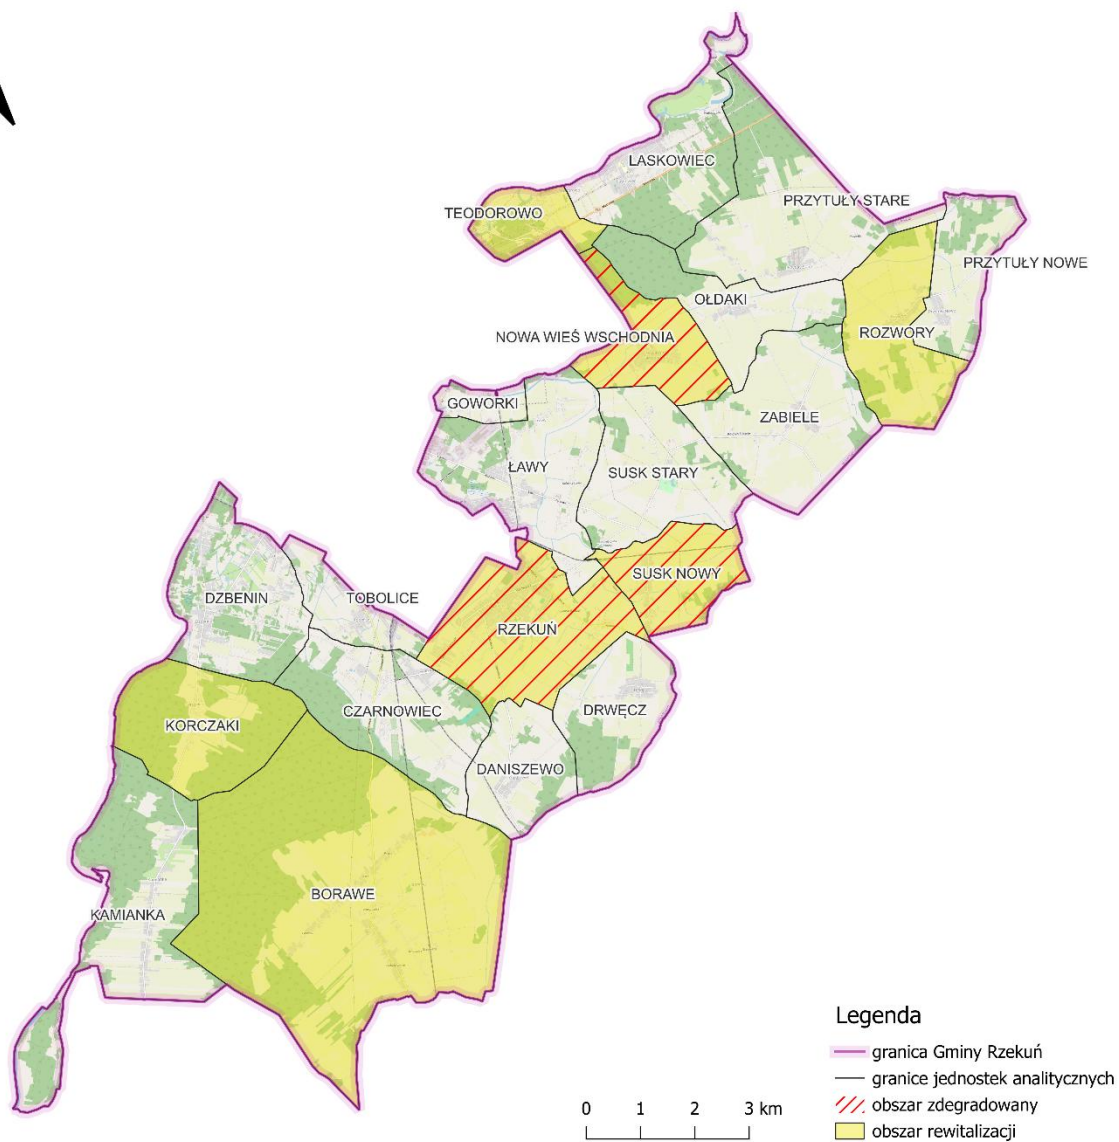 LASKOWIEC
PRZYTUŁY STARE
TEODOROWO
PRZYTUŁY NOWE
OŁDAKI
ROZWORY
NOWA WIEŚ WSCHODNIA
GOWORKI
ZABIELE
ŁAWY
SUSK STARY
SUSK NOWY
DZBENIN
TOBOLICE
RZEKUŃ
CZARNOWIEC
DRWĘCZ
KORCZAKI
DANISZEWO
BORAWE
KAMIANKA
Legenda
granica Gminy Rzekuń
granice jednostek analitycznych
obszar zdegradowany
obszar rewitalizacji
0 1 2 3 km